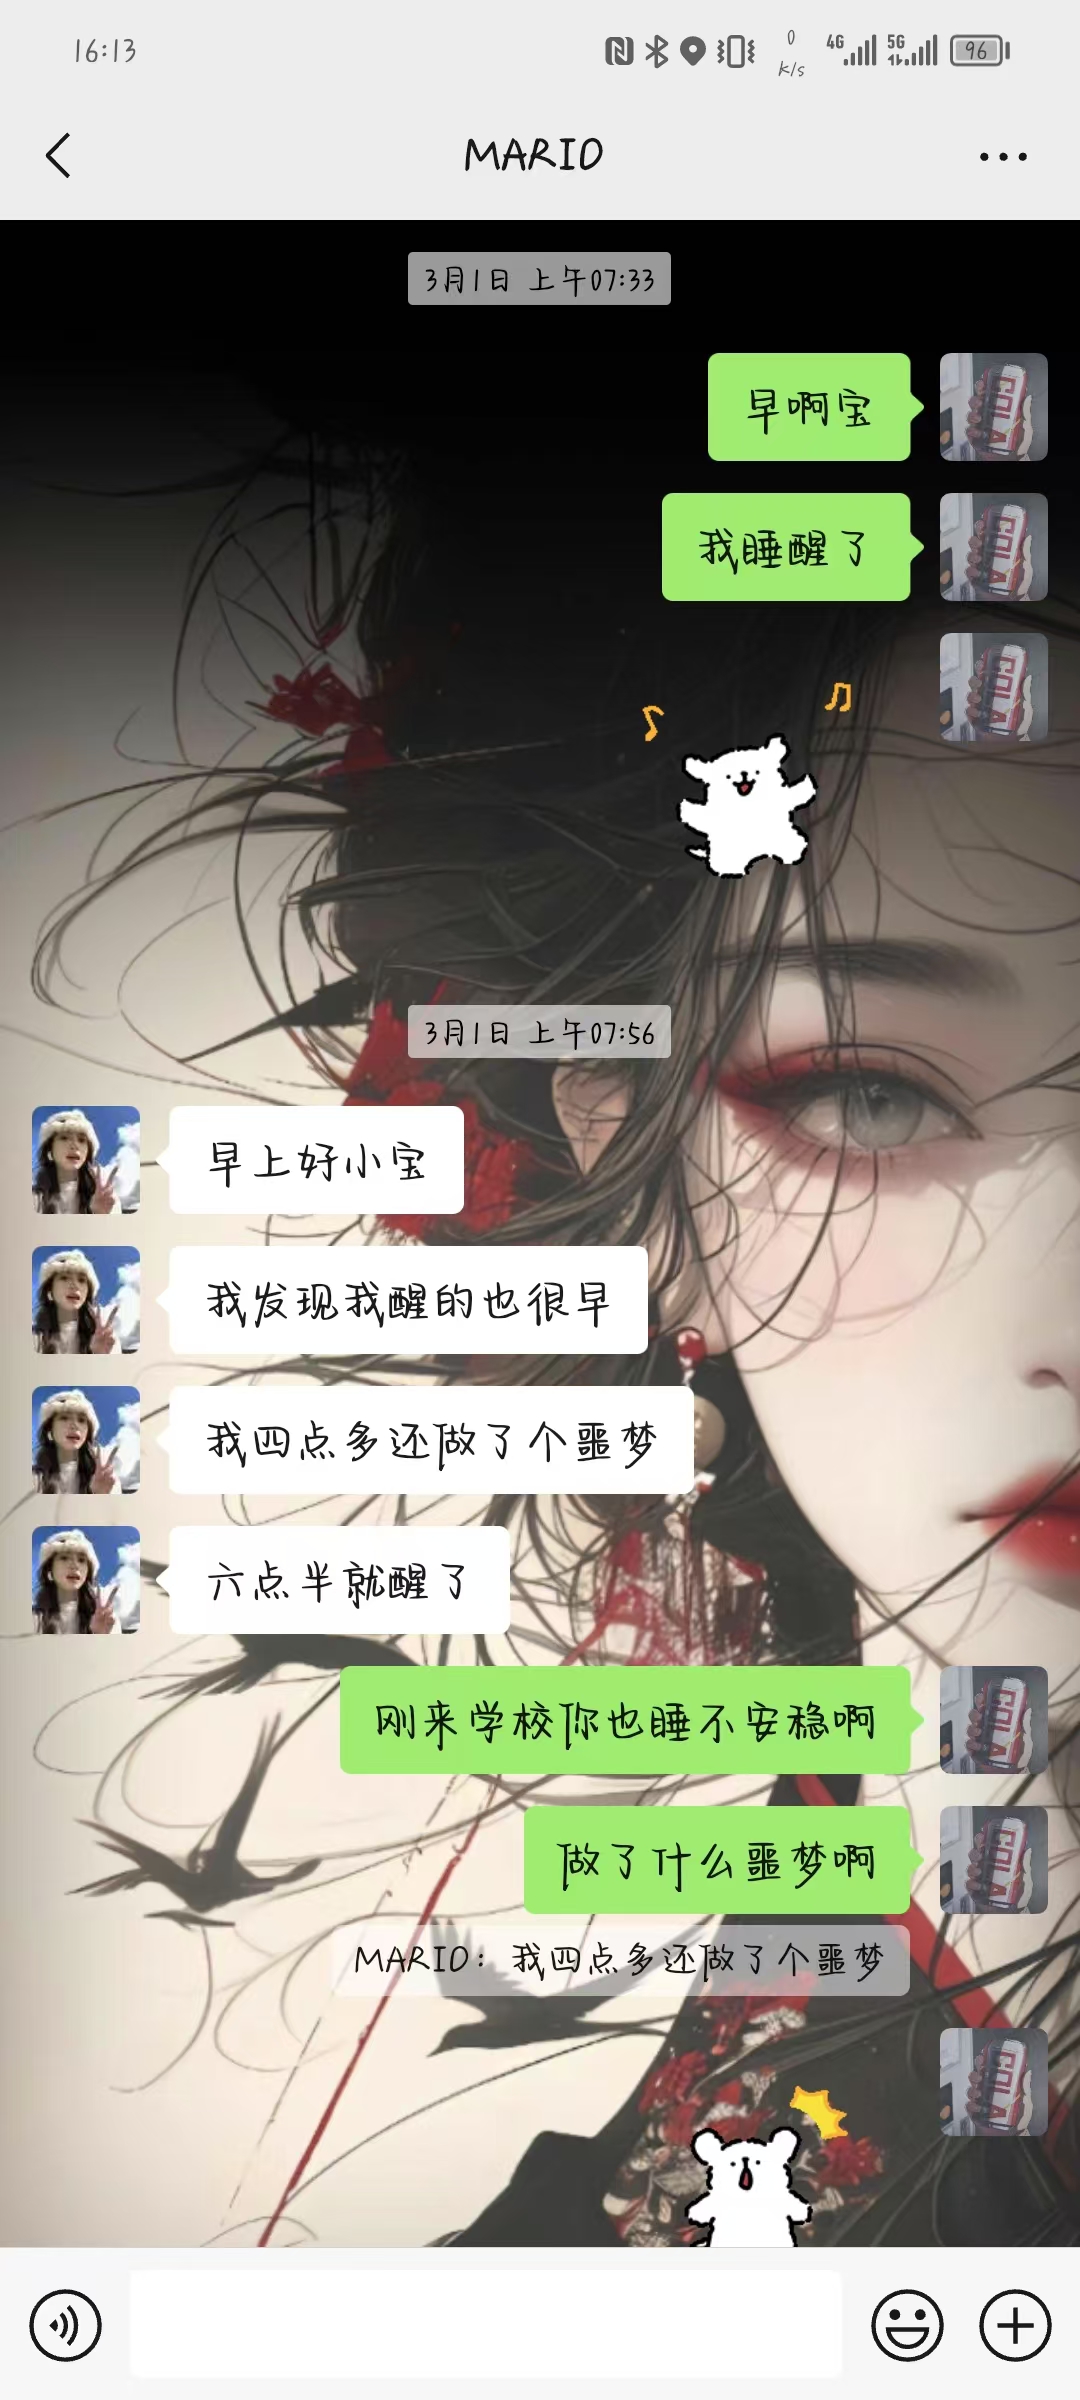 16:13
0
k/s
4G
5G
96
MARIO
3月1日 上午07:33
早啊宝
我睡醒了
3月1日 上午07:56
早上好小宝
我发现我醒的也很早
我四点多还做了个噩梦
六点半就醒了
刚来学校你也睡不安稳啊
做了什么噩梦啊
MARIO：我四点多还做了个噩梦